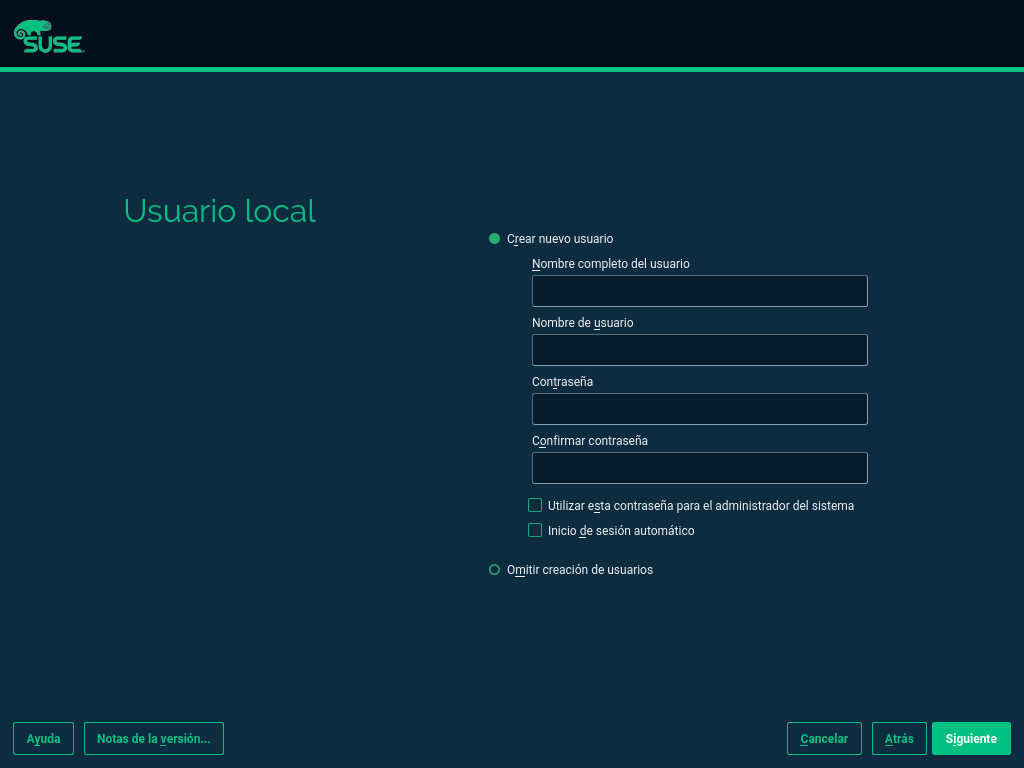 SUSE
Usuario local
Crear nuevo usuario
Nombre completo del usuario
Nombre de usuario
Contraseña
Confirmar contraseña
Utilizar esta contraseña para el administrador del sistema
Inicio de sesión automático
Omitir creación de usuarios
Ayuda
Notas de la versión...
Cancelar
Atrás
Siguiente